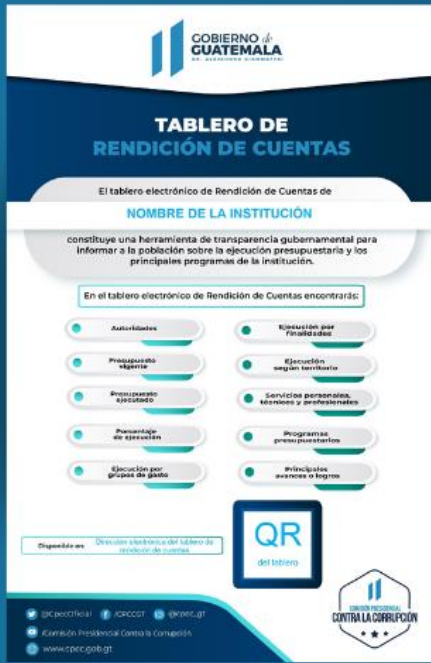 GOBIERNO de
GUATEMALA
DR. ALEJANDRO GIAMMATTEI
TABLERO DE
RENDICIÓN DE CUENTAS
El tablero electrónico de Rendición de Cuentas de
NOMBRE DE LA INSTITUCIÓN
constituye una herramienta de transparencia gubernamental para
informar a la población sobre la ejecución presupuestaria y los
principales programas de la institución.
En el tablero electrónico de Rendición de Cuentas encontrarás:
Autoridades
Presupuesto
vigente
Presupuesto
ejecutado
Porcentaje
de ejecución
Ejecución por
grupos de gasto
Ejecución por
finalidades
Ejecución
según territorio
Servicios personales,
técnicos y profesionales
Programas
presupuestarios
Principales
avances o logros
Disponible en:
Dirección electrónica del tablero de
rendición de cuentas
QR
del tablero
@CpccOficial
/CPCCGT
@cpcc_gt
/Comisión Presidencial Contra la Corrupción
www.cpcc.gob.gt
COMISIÓN PRESIDENCIAL
CONTRA LA CORRUPCIÓN